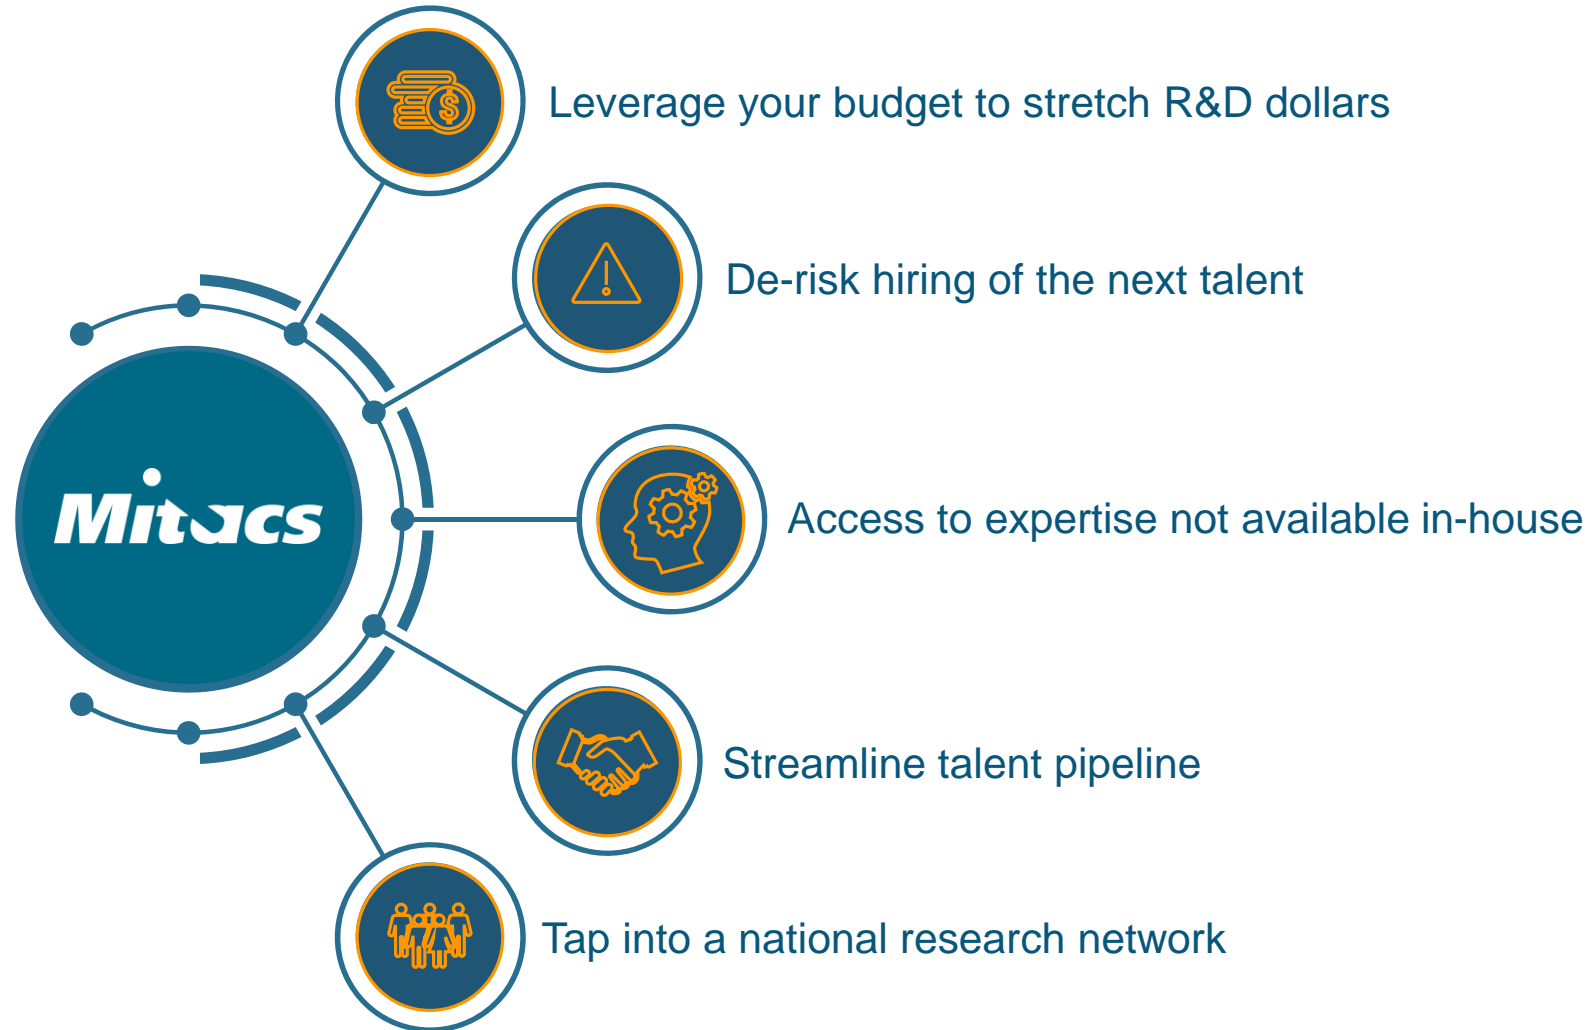 Leverage your budget to stretch R&D dollars
De-risk hiring of the next talent
Mitacs
Access to expertise not available in-house
Streamline talent pipeline
Tap into a national research network